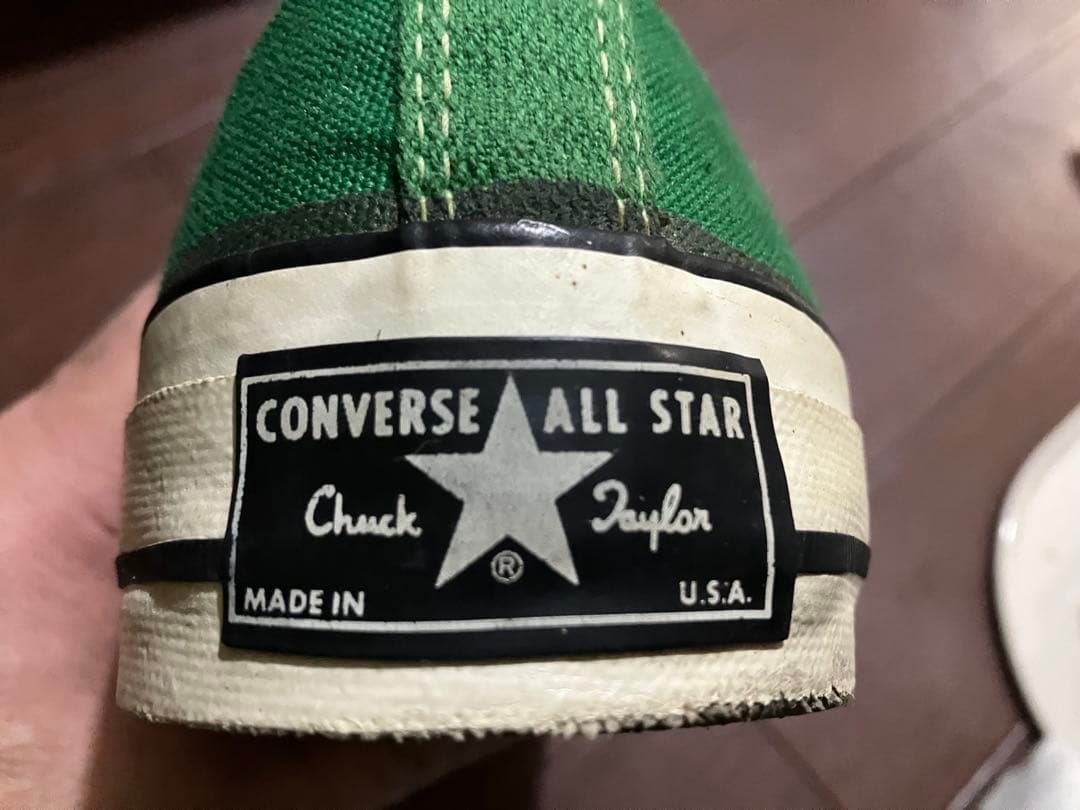 CONVERSE ALL STAR
Chuck Taylor
®
MADE IN U.S.A.